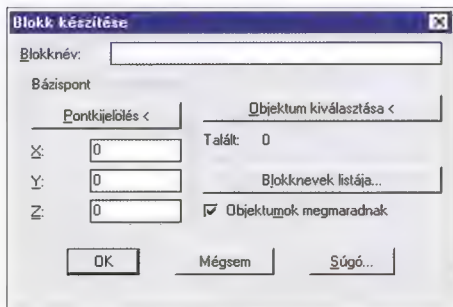 Blokk készítése
Blokknév:
Bázispont
Pontkijelölés <
Objektum kiválasztása <
X: 0
Talált: 0
Y: 0
Blokknevek listája...
Z: 0
Objektumok megmaradnak
OK
Mégsem
Súgó...